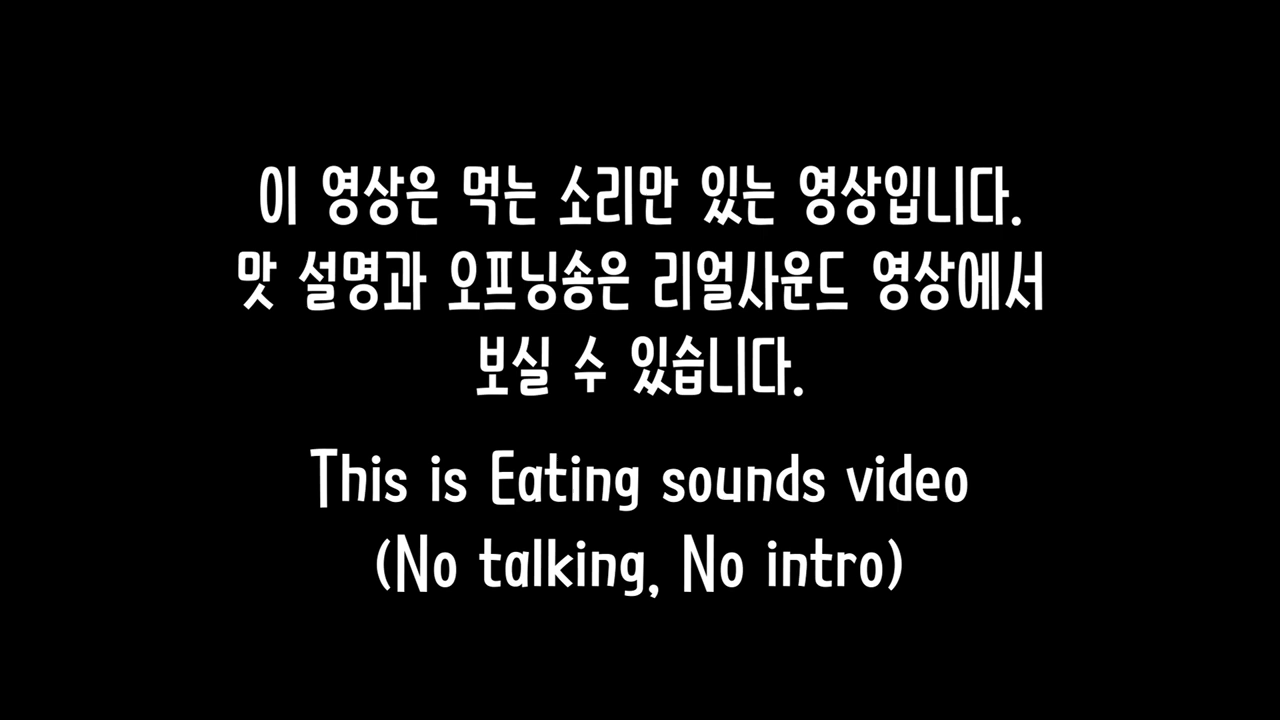 이 영상은 먹는 소리만 있는 영상입니다.
맛 설명과 오프닝송은 리얼사운드 영상에서
보실 수 있습니다.
This is Eating sounds video
(No talking, No intro)